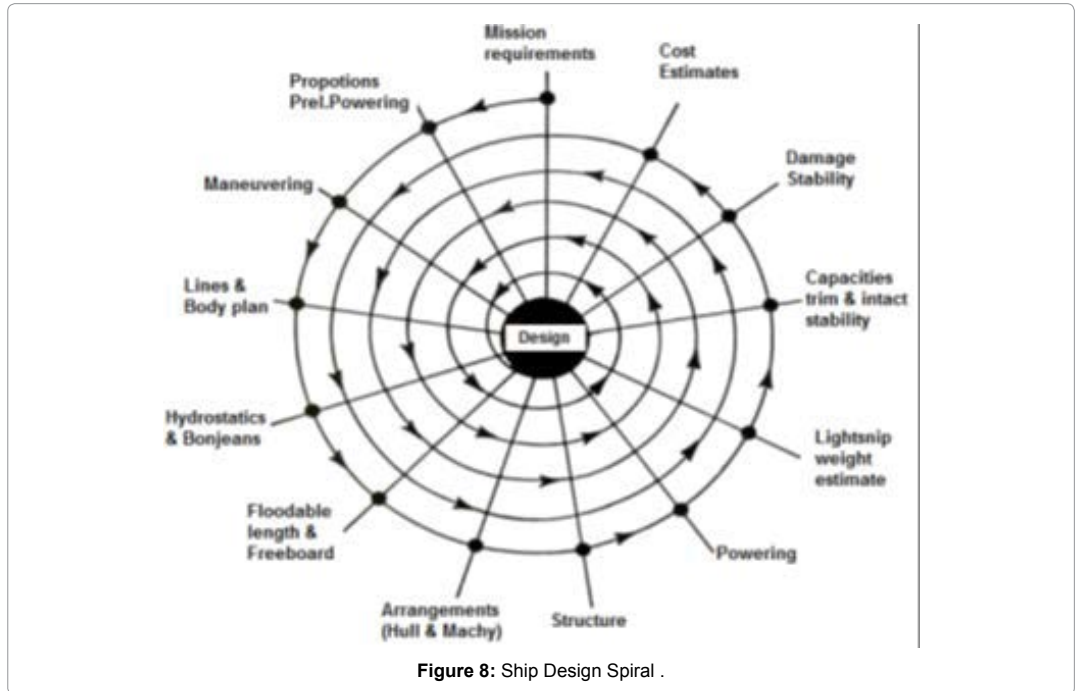 Mission
requirements
Cost
Estimates
Damage
Stability
Capacities
trim & intact
stability
Lightsnip
weight
estimate
Powering
Structure
Arrangements
(Hull & Machy)
Floodable
length &
Freeboard
Hydrostatics
& Bonjeans
Lines &
Body plan
Maneuvering
Propotions
Prel.Powering
Design
Figure 8: Ship Design Spiral .